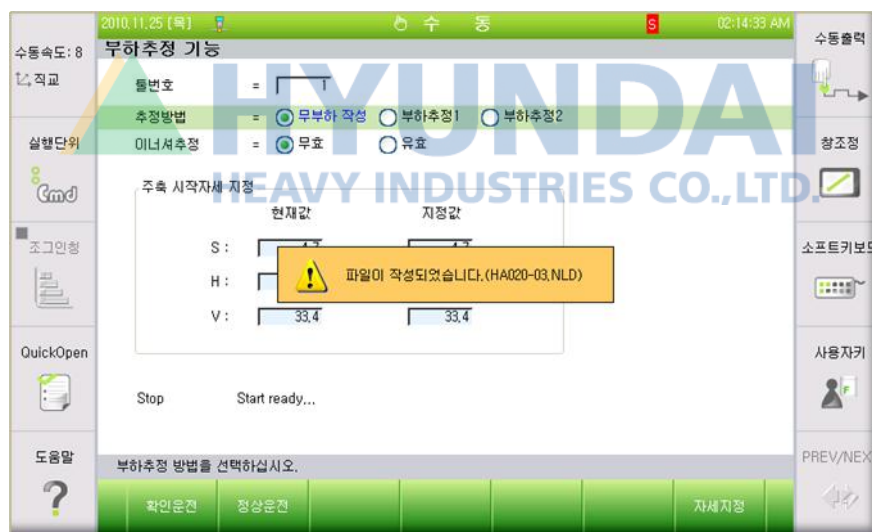 2010.11.25 [목] 수 동 S 02:14:33 AM
수동속도: 8
부하추정 기능
수동출력
직교
툴번호 = 1
HYUNDAI
추정방법 = 무부하 작성 부하추정1 부하추정2
실행단위
이너셔추정 = 무효 유효
창조정
Cmd
HEAVY INDUSTRIES CO.,LTD.
주축 시작자세 지정
현재값 지정값
조그인칭
S :
소프트키보드
파일이 작성되었습니다.(HA020-03.NLD)
H :
V : 33.4 33.4
QuickOpen
사용자키
F
Stop Start ready...
도움말
부하추정 방법을 선택하십시오.
PREV/NEX
?
확인운전 정상운전 자세지정